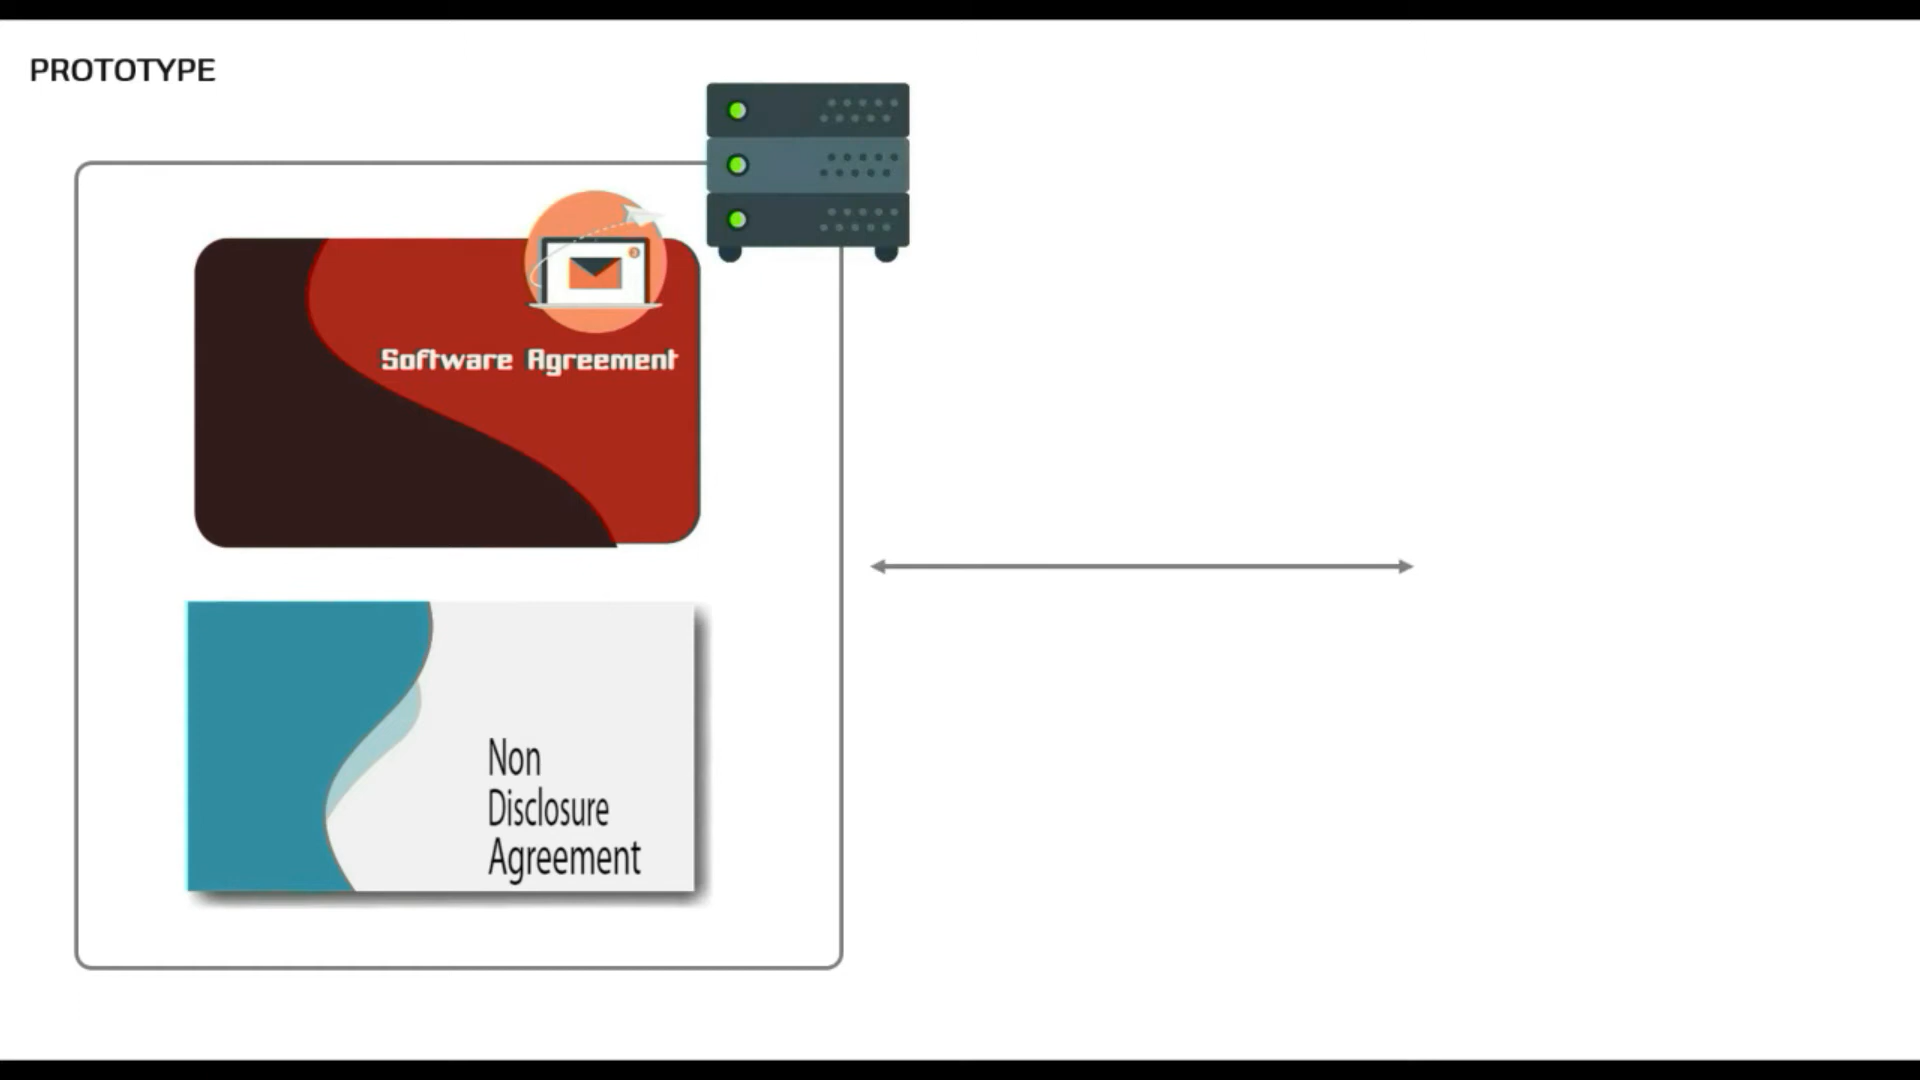 PROTOTYPE
Software Agreement
Non
Disclosure
Agreement